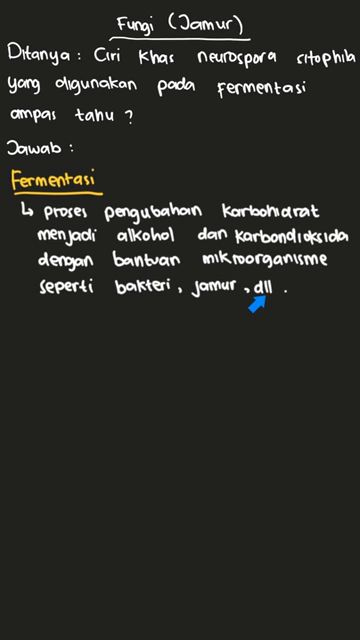 Fungi (Jamur)
Ditanya : Ciri khas neurospora sitophila
yang digunakan pada fermentasi
ampas tahu ?
Jawab :
Fermentasi
↳ proses pengubahan karbohidrat
menjadi alkohol dan karbondioksida
dengan bantuan mikroorganisme
seperti bakteri, jamur, dll.